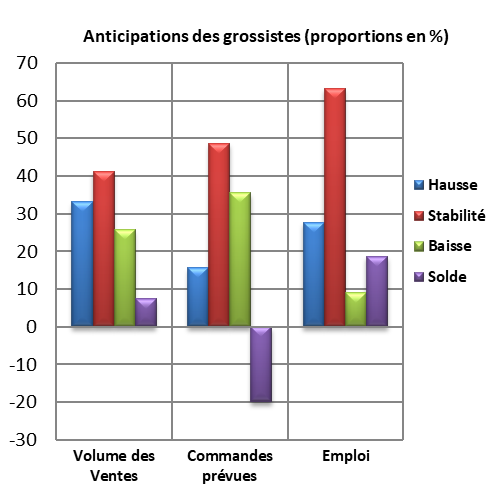 Anticipations des grossistes (proportions en %)
70
60
50
40
30
20
10
0
-10
-20
-30
Hausse
Stabilité
Baisse
Solde
Volume des
Ventes
Commandes
prévues
Emploi